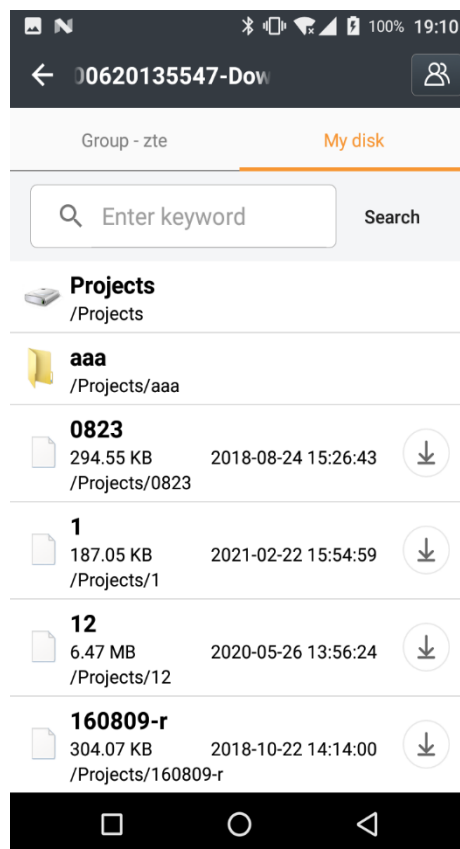 100% 19:10
00620135547-Dow
Group - zte
My disk
Enter keyword
Search
Projects
/Projects
aaa
/Projects/aaa
0823
294.55 KB 2018-08-24 15:26:43
/Projects/0823
1
187.05 KB 2021-02-22 15:54:59
/Projects/1
12
6.47 MB 2020-05-26 13:56:24
/Projects/12
160809-r
304.07 KB 2018-10-22 14:14:00
/Projects/160809-r